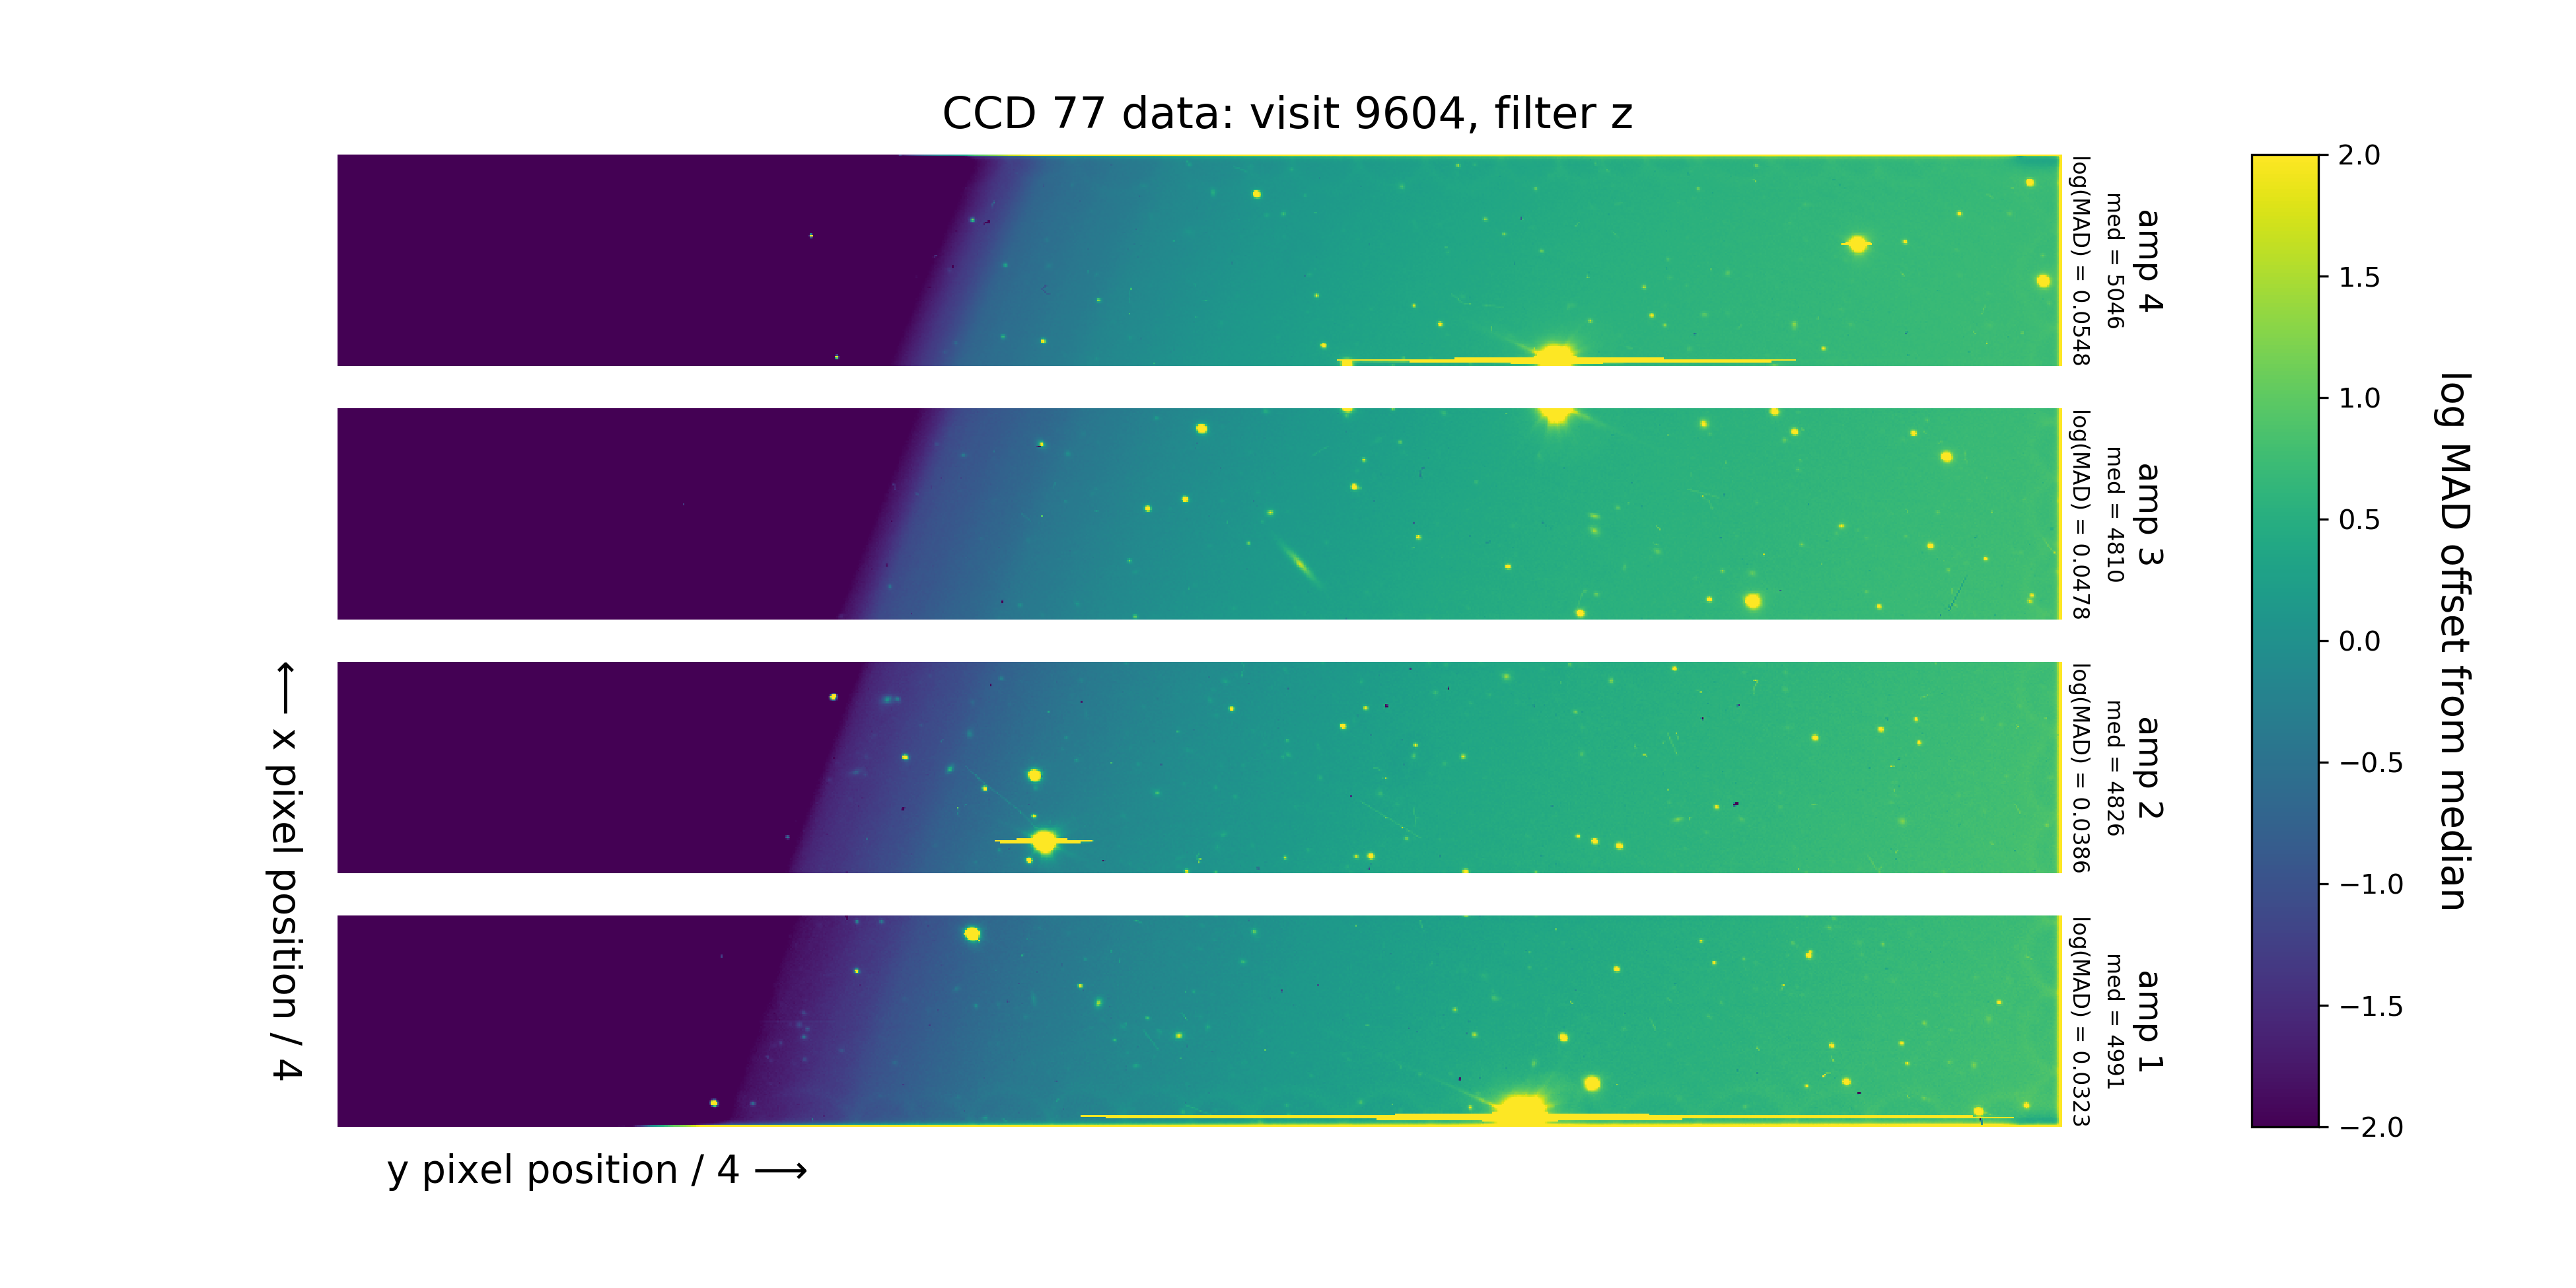 CCD 77 data: visit 9604, filter z
amp 4
med = 5046
log(MAD) = 0.0548
amp 3
med = 4810
log(MAD) = 0.0478
amp 2
med = 4826
log(MAD) = 0.0386
amp 1
med = 4991
log(MAD) = 0.0323
⟵ x pixel position / 4
y pixel position / 4 ⟶
2.0
1.5
1.0
0.5
0.0
−0.5
−1.0
−1.5
−2.0
log MAD offset from median